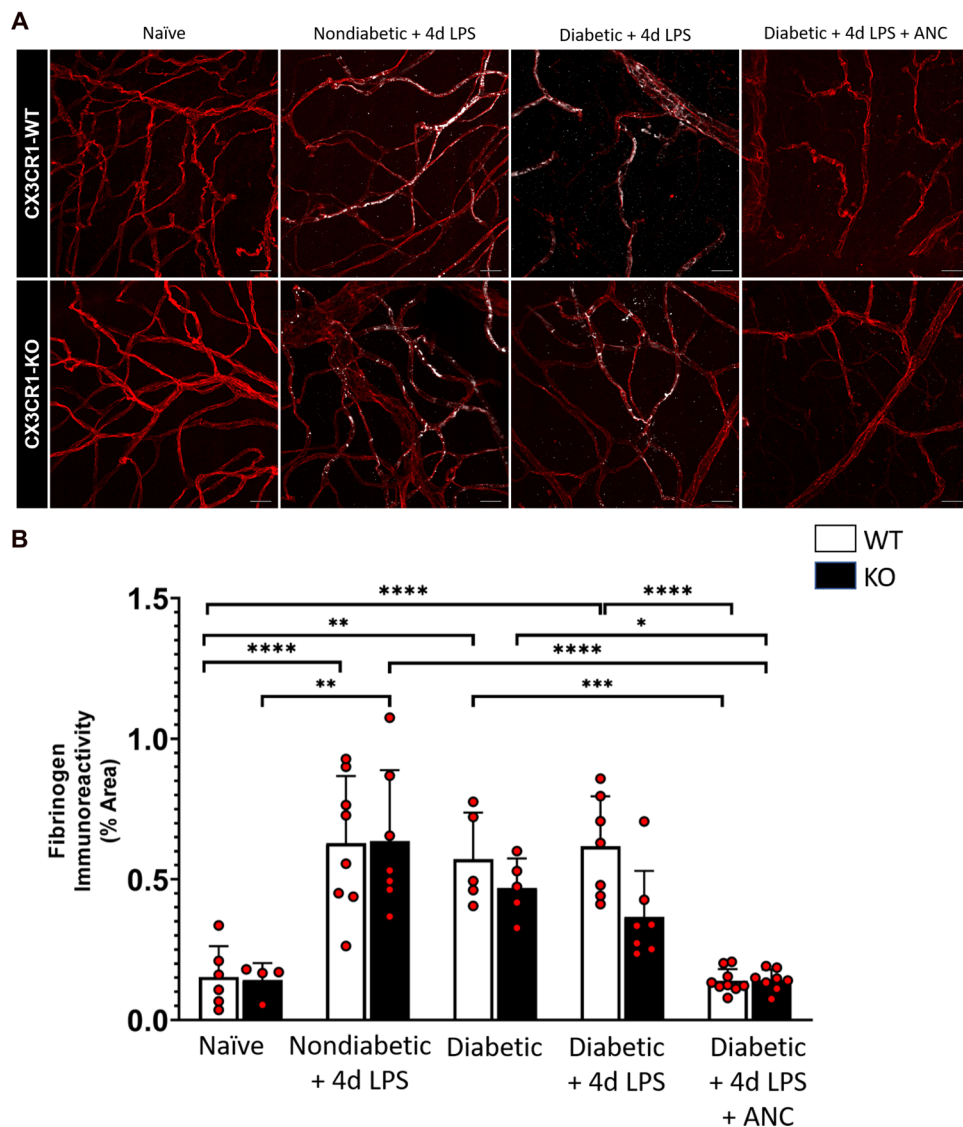 A
Naïve
Nondiabetic + 4d LPS
Diabetic + 4d LPS
Diabetic + 4d LPS + ANC
CX3CR1-WT
CX3CR1-KO
B
WT
KO
Fibrinogen
Immunoreactivity
(% Area)
1.5
1.0
0.5
0.0
****
****
**
*
****
****
**
***
Naïve
Nondiabetic
+ 4d LPS
Diabetic
Diabetic
+ 4d LPS
Diabetic
+ 4d LPS
+ ANC